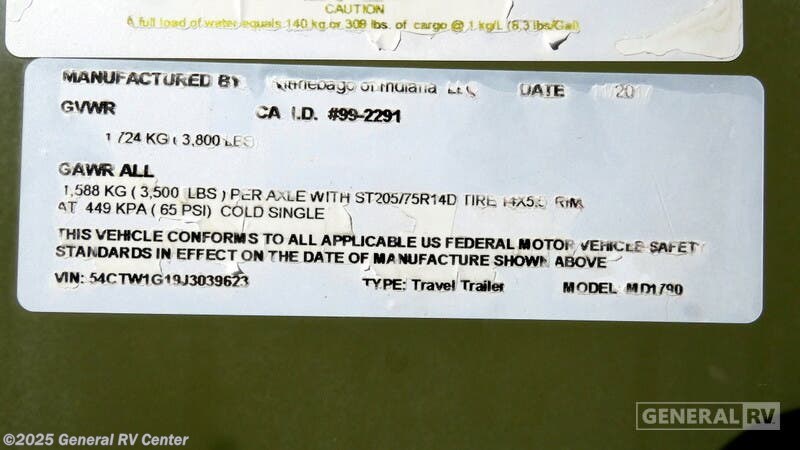 CAUTION
A full load of water equals 140 kg or 309 lbs. of cargo @ 1 kg/L (8.3 lbs/Gal)
MANUFACTURED BY Winnebago of Indiana LLC DATE
GVWR CA I.D. #99-2291
1724 KG ( 3,800 LBS)
GAWR ALL
1,588 KG ( 3,500 LBS ) PER AXLE WITH ST205/75R14D TIRE 14X5.5 RIM
AT 449 KPA ( 65 PSI) COLD SINGLE
THIS VEHICLE CONFORMS TO ALL APPLICABLE US FEDERAL MOTOR VEHICLE SAFETY
STANDARDS IN EFFECT ON THE DATE OF MANUFACTURE SHOWN ABOVE
VIN: 54CTW1G19J3039623 TYPE: Travel Trailer MODEL: MD1790
GENERAL RV
©2025 General RV Center